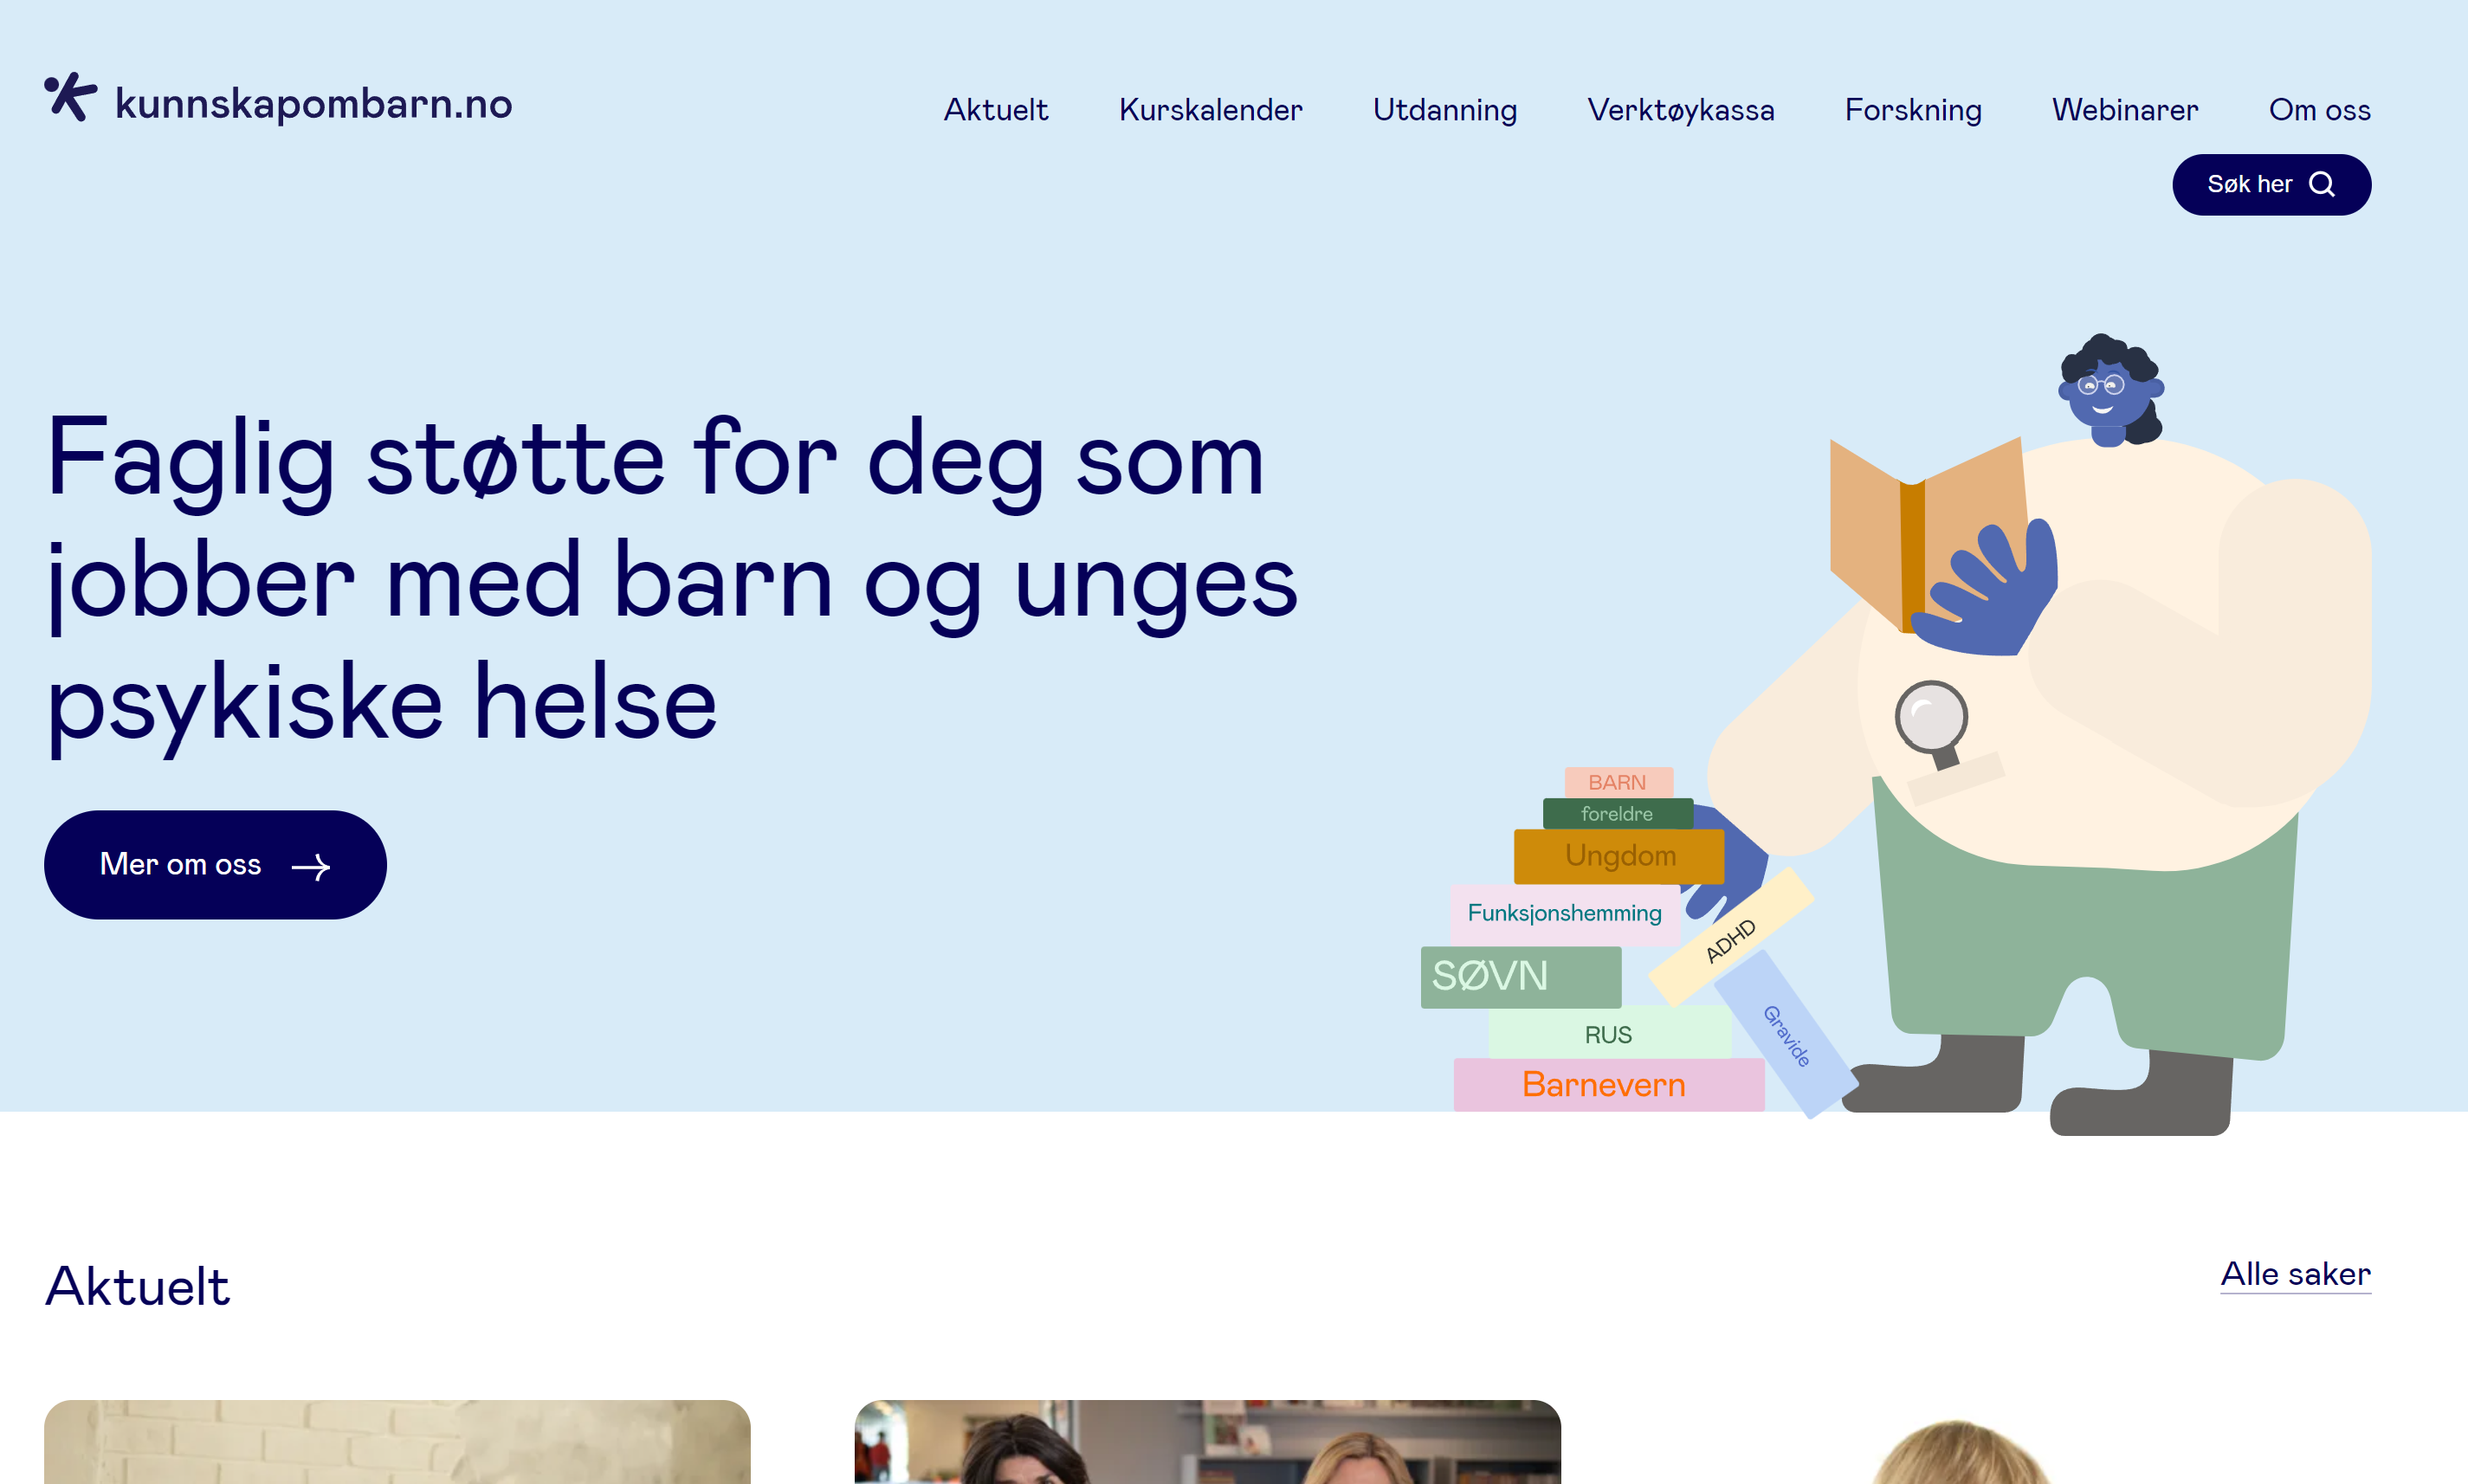 kunnskapombarn.no
Aktuelt
Kurskalender
Utdanning
Verktøykassa
Forskning
Webinarer
Om oss
Søk her
Faglig støtte for deg som
jobber med barn og unges
psykiske helse
Mer om oss
BARN
foreldre
Ungdom
Funksjonshemming
SØVN
ADHD
Gravide
RUS
Barnevern
Aktuelt
Alle saker